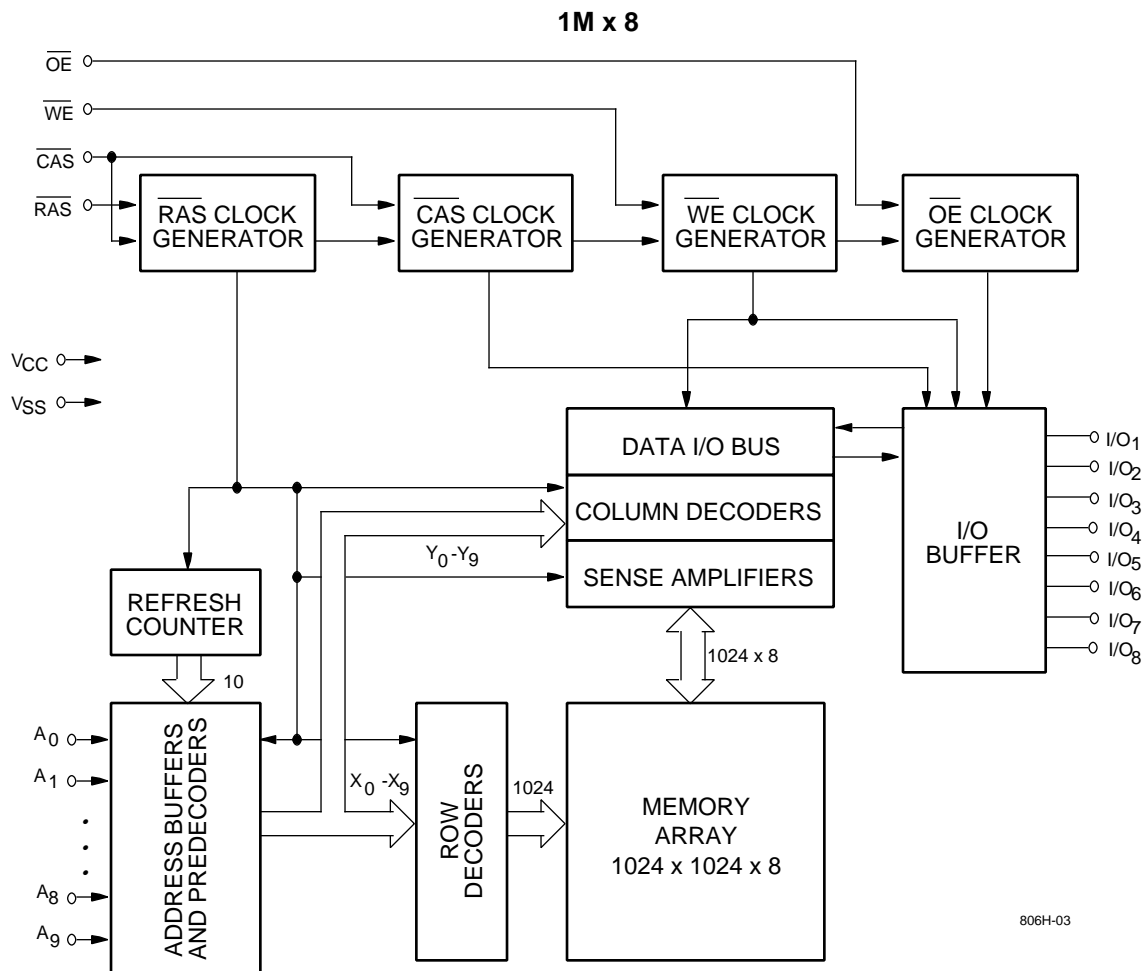 1M x 8
OE
WE
CAS
RAS
RAS CLOCK
GENERATOR
CAS CLOCK
GENERATOR
WE CLOCK
GENERATOR
OE CLOCK
GENERATOR
VCC
VSS
DATA I/O BUS
COLUMN DECODERS
SENSE AMPLIFIERS
Y0 -Y9
I/O
BUFFER
I/O1
I/O2
I/O3
I/O4
I/O5
I/O6
I/O7
I/O8
REFRESH
COUNTER
10
1024 x 8
A0
A1
A8
A9
ADDRESS BUFFERS
AND PREDECODERS
X0 -X9
ROW
DECODERS
1024
MEMORY
ARRAY
1024 x 1024 x 8
806H-03